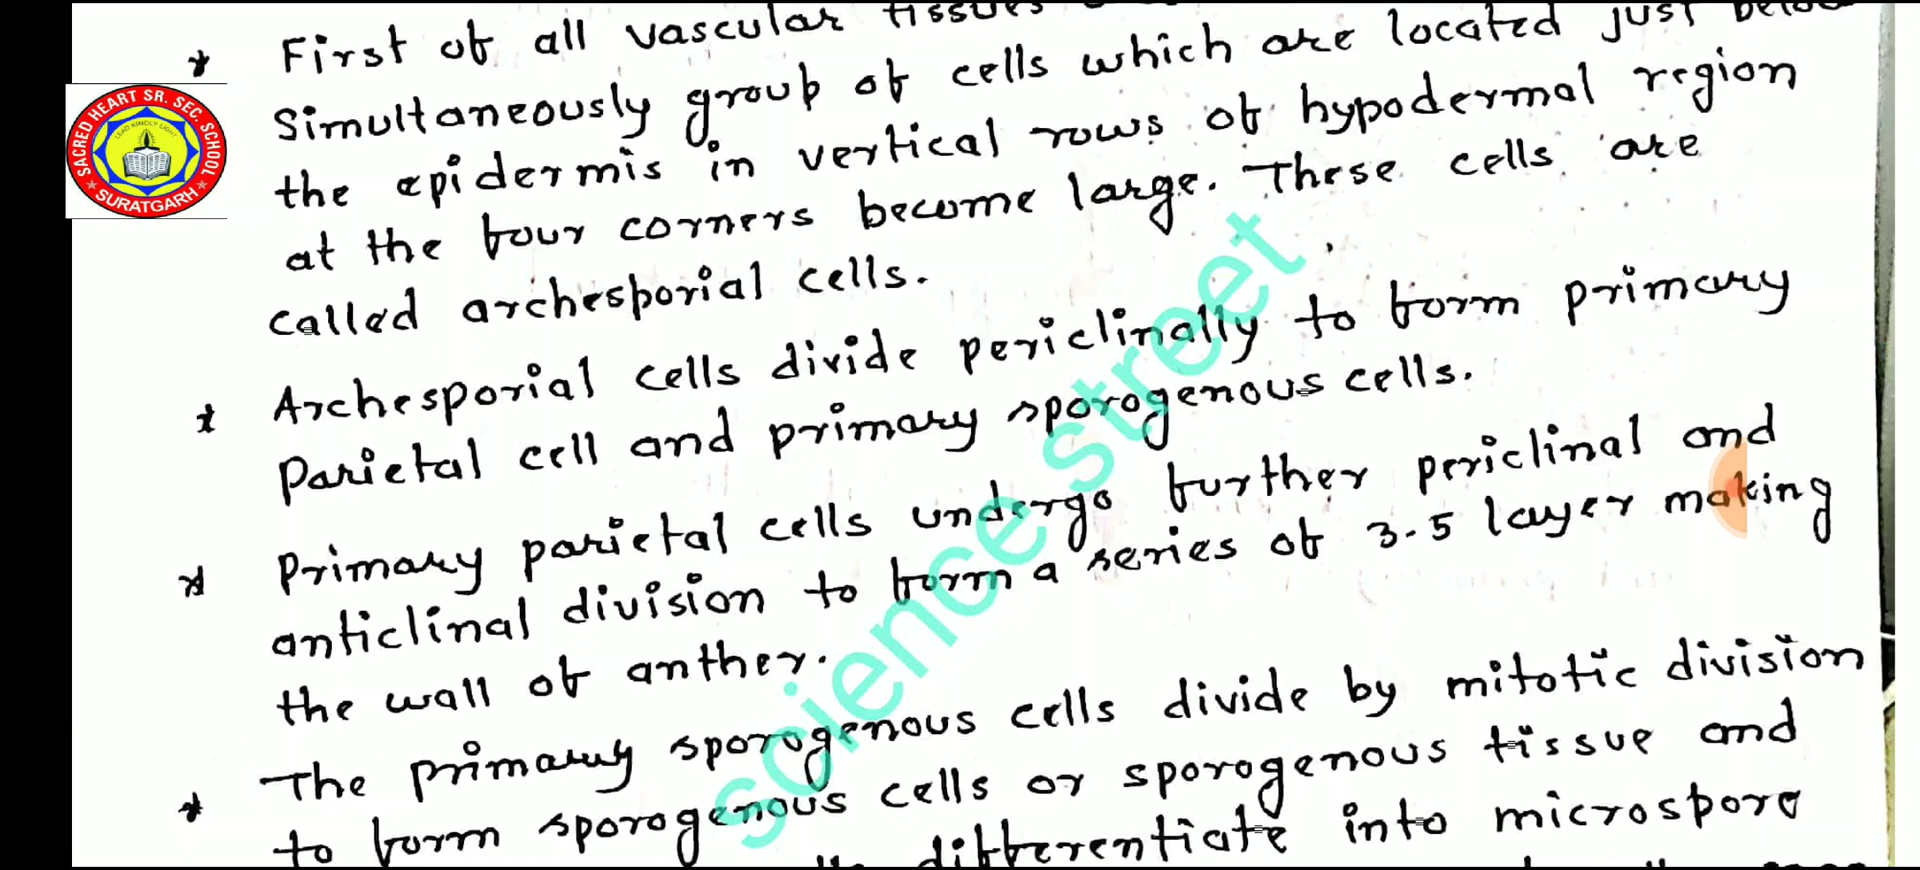 * First of all vascular tissues
Simultaneously group of cells which are located just below
the epidermis in vertical rows of hypodermal region
at the four corners become large. These cells are
called archesporial cells.
* Archesporial cells divide periclinally to form primary
parietal cell and primary sporogenous cells.
* Primary parietal cells undergo further periclinal and
anticlinal division to form a series of 3-5 layer making
the wall of anther.
* The primary sporogenous cells divide by mitotic division
to form sporogenous cells or sporogenous tissue and
differentiate into microspore
SACRED HEART SR. SEC. SCHOOL
LEAD KINDLY LIGHT
* SURATGARH *
science street